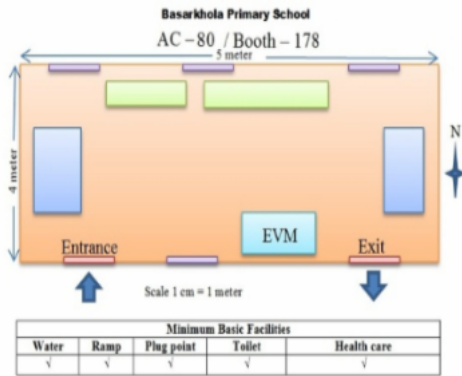 Basarkhola Primary School
AC – 80 / Booth – 178
5 meter
4 meter
N
EVM
Entrance
Exit
Scale 1 cm = 1 meter
Minimum Basic Facilities
Water Ramp Plug point Toilet Health care
√ √ √ √ √